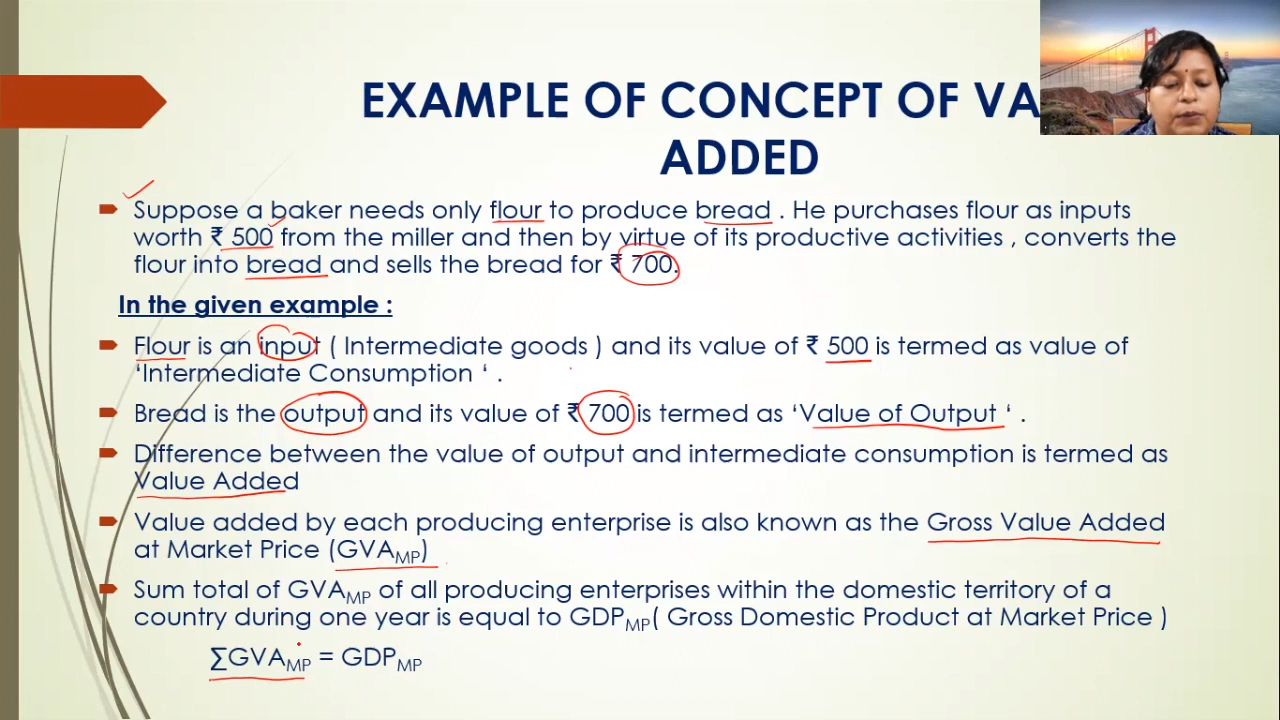 EXAMPLE OF CONCEPT OF VA
ADDED
Suppose a baker needs only flour to produce bread . He purchases flour as inputs
worth ₹ 500 from the miller and then by virtue of its productive activities , converts the
flour into bread and sells the bread for ₹ 700.
In the given example :
Flour is an input ( Intermediate goods ) and its value of ₹ 500 is termed as value of
‘Intermediate Consumption ‘ .
Bread is the output and its value of ₹ 700 is termed as ‘Value of Output ‘ .
Difference between the value of output and intermediate consumption is termed as
Value Added
Value added by each producing enterprise is also known as the Gross Value Added
at Market Price (GVAMP)
Sum total of GVAMP of all producing enterprises within the domestic territory of a
country during one year is equal to GDPMP( Gross Domestic Product at Market Price )
∑GVAMP = GDPMP